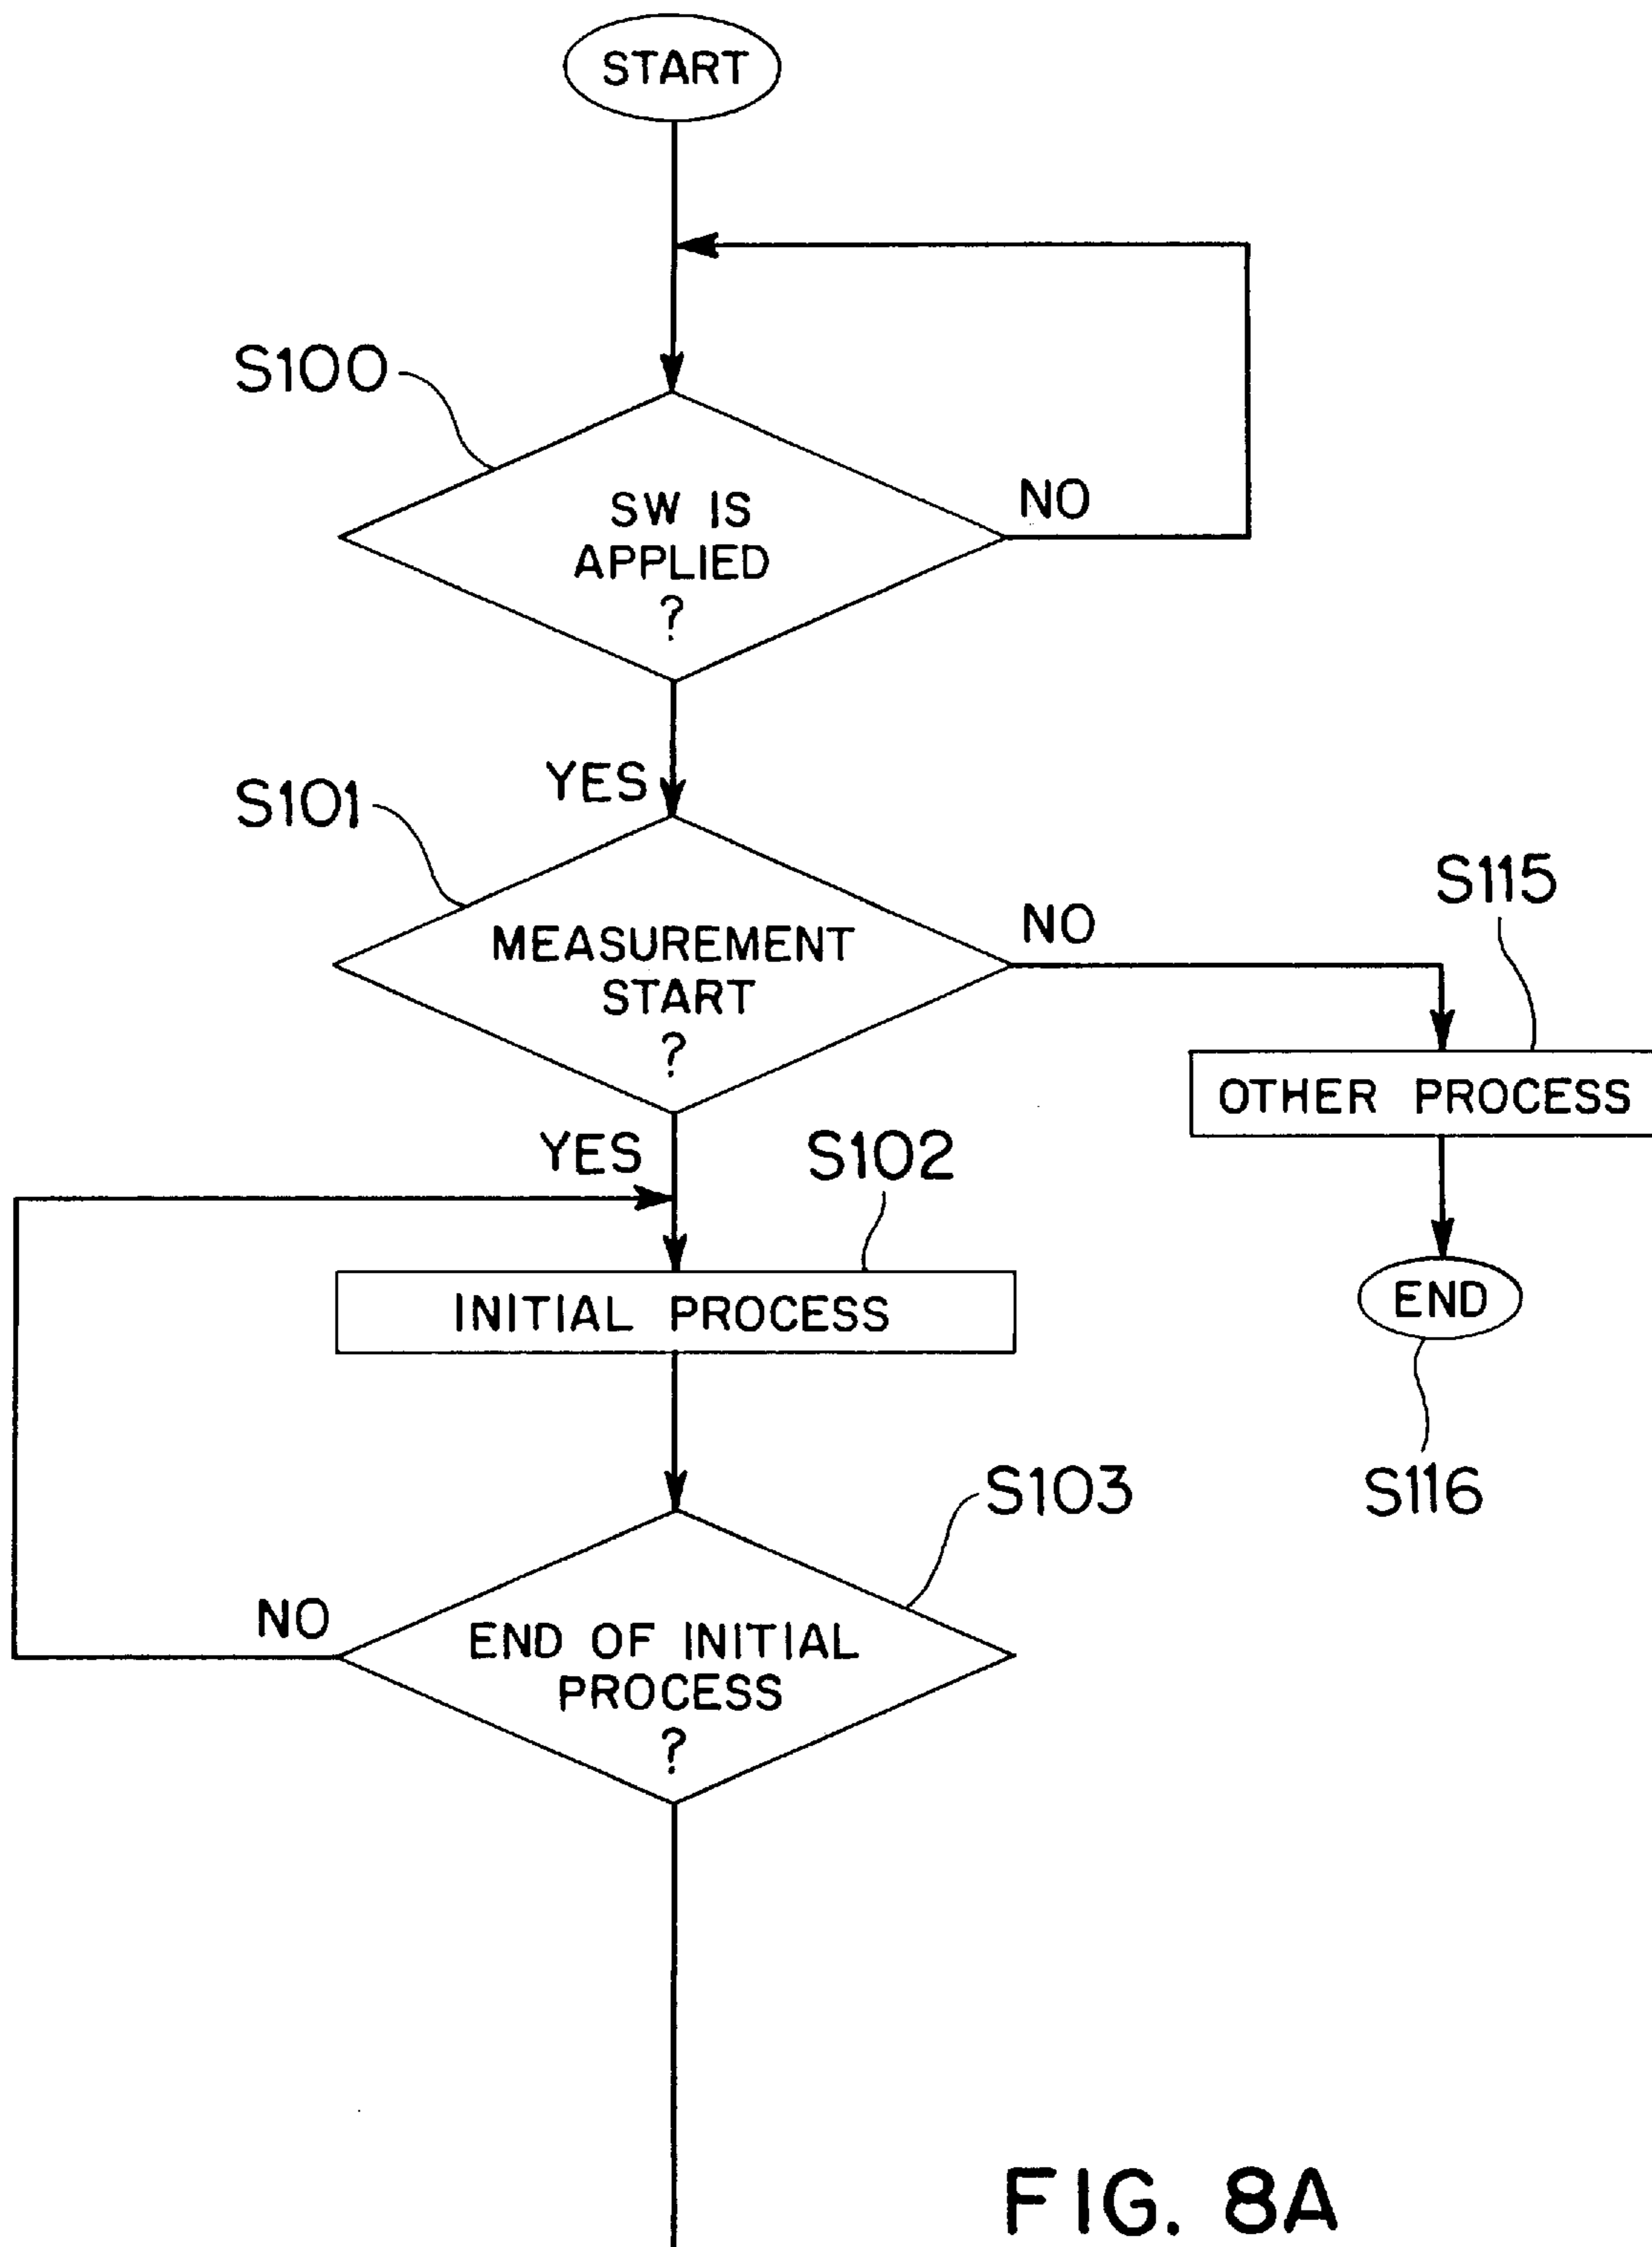 START
S100
SW IS
APPLIED
?
NO
YES
S101
MEASUREMENT
START
?
NO
S115
OTHER PROCESS
YES
S102
INITIAL PROCESS
END
S116
S103
END OF INITIAL
PROCESS
?
NO
FIG. 8A